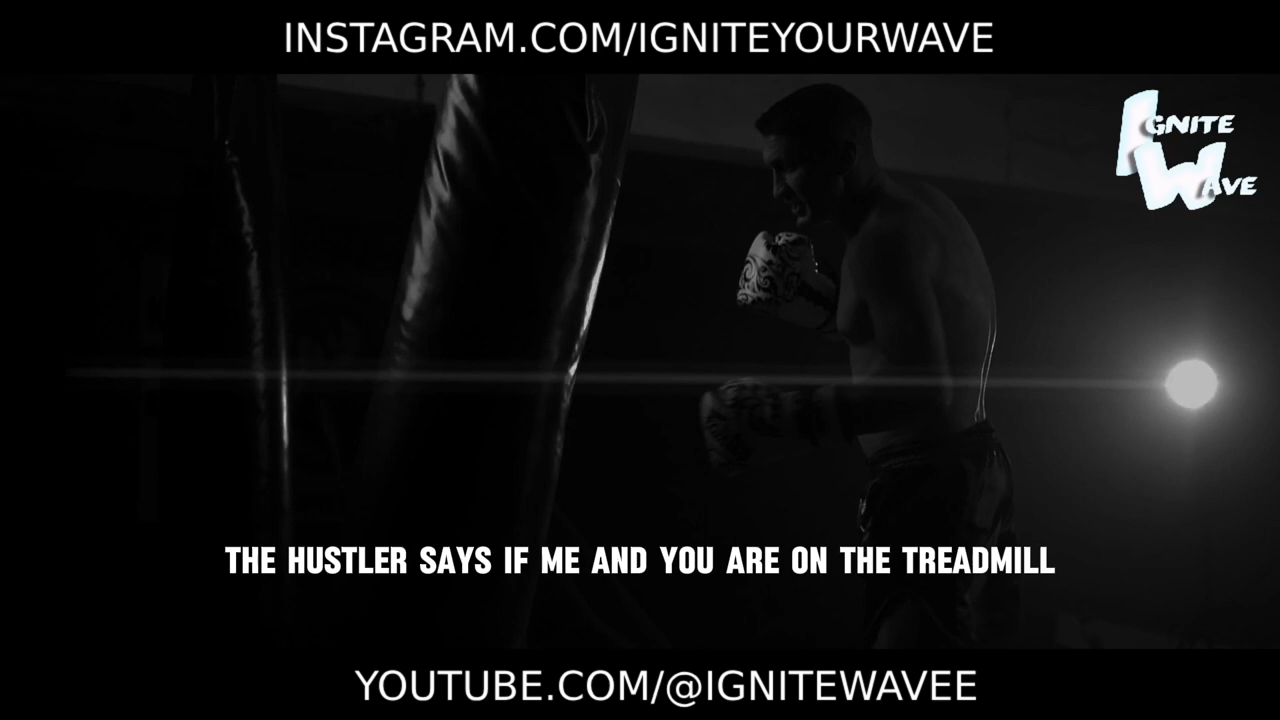 INSTAGRAM.COM/IGNITEYOURWAVE
IGNITE
WAVE
THE HUSTLER SAYS IF ME AND YOU ARE ON THE TREADMILL
YOUTUBE.COM/@IGNITEWAVEE